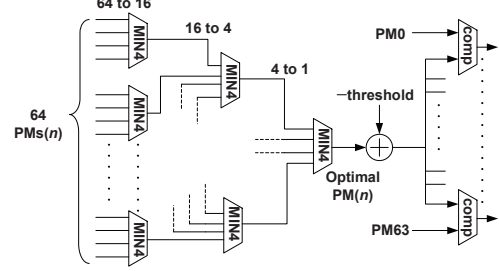 64 to 16
16 to 4
4 to 1
64
PMs(n)
MIN4
MIN4
MIN4
MIN4
MIN4
MIN4
Optimal
PM(n)
−threshold
PM0
comp
PM63
comp